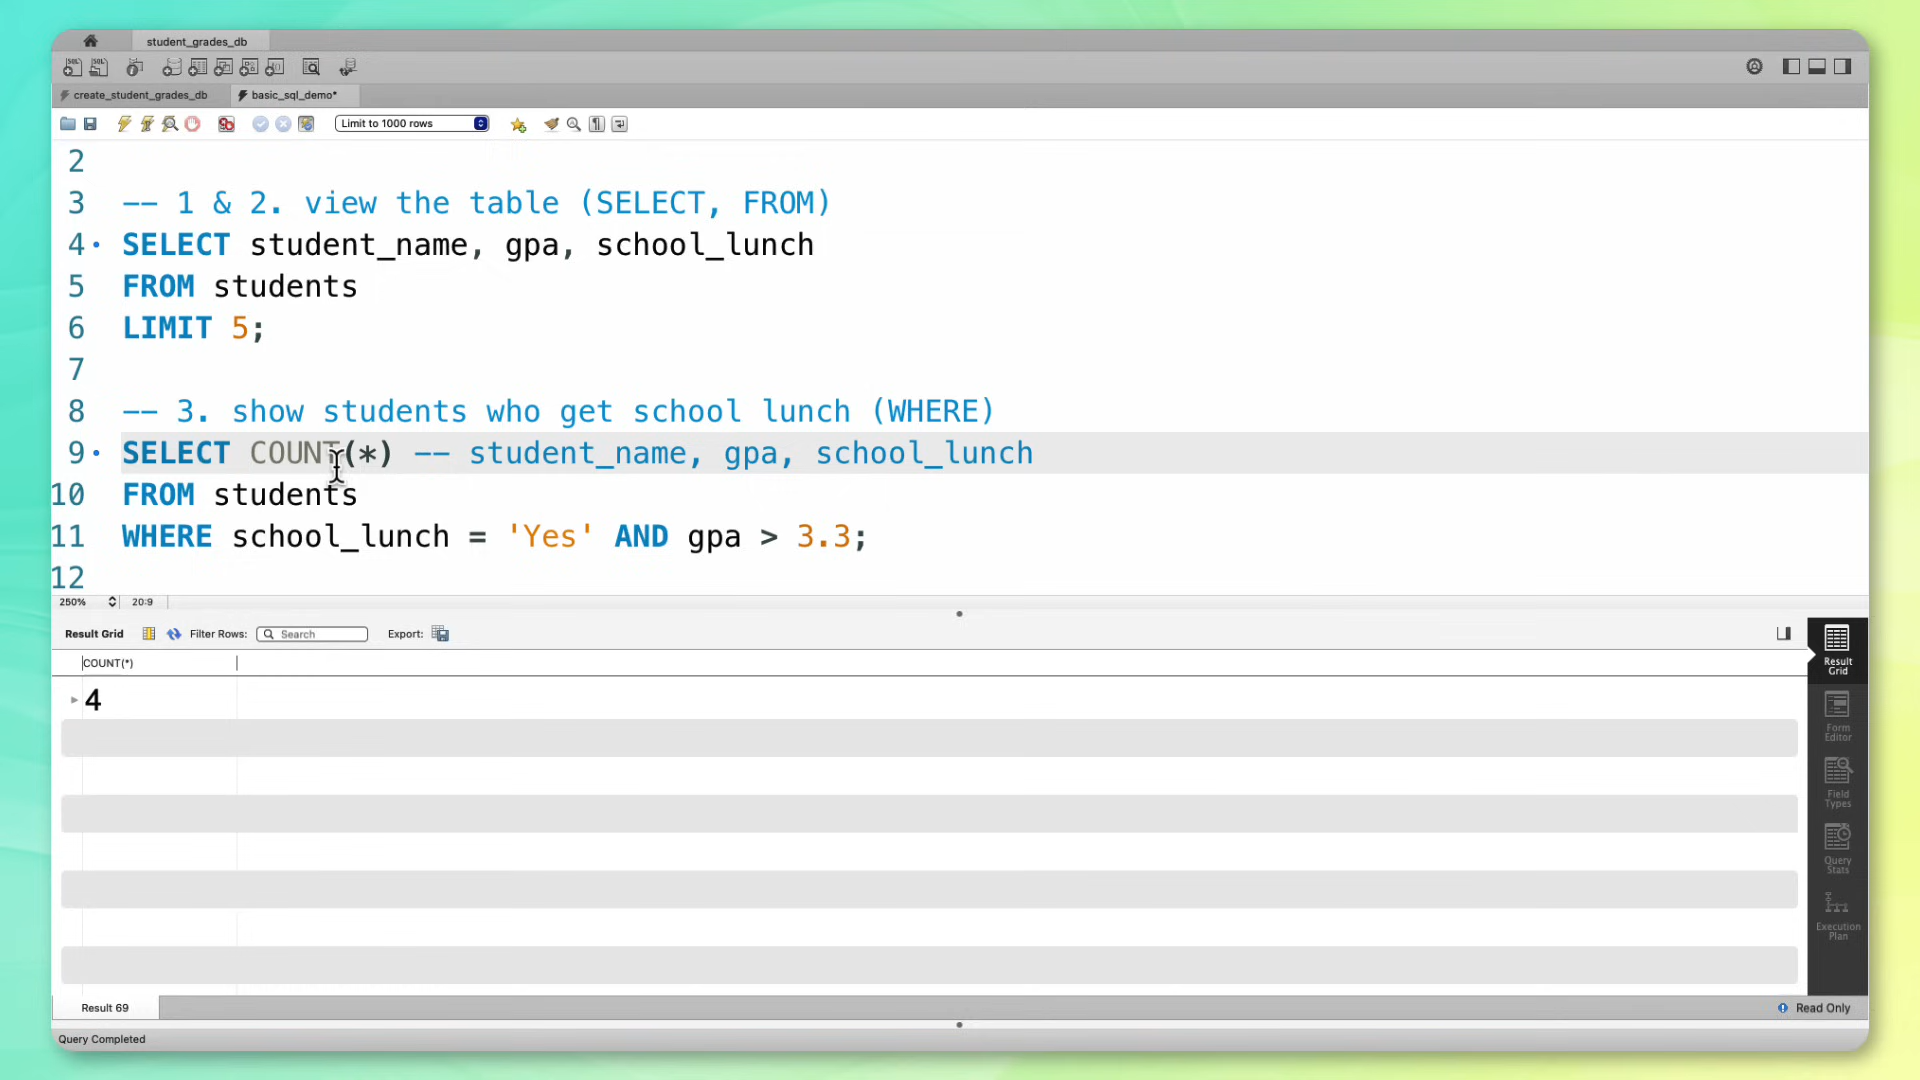 student_grades_db
create_student_grades_db
basic_sql_demo*
Limit to 1000 rows
2
3 -- 1 & 2. view the table (SELECT, FROM)
4 SELECT student_name, gpa, school_lunch
5 FROM students
6 LIMIT 5;
7
8 -- 3. show students who get school lunch (WHERE)
9 SELECT COUNT(*) -- student_name, gpa, school_lunch
10 FROM students
11 WHERE school_lunch = 'Yes' AND gpa > 3.3;
12
250% 20:9
Result Grid Filter Rows: Search Export:
COUNT(*)
4
Result Grid
Form Editor
Field Types
Query Stats
Execution Plan
Result 69
Read Only
Query Completed